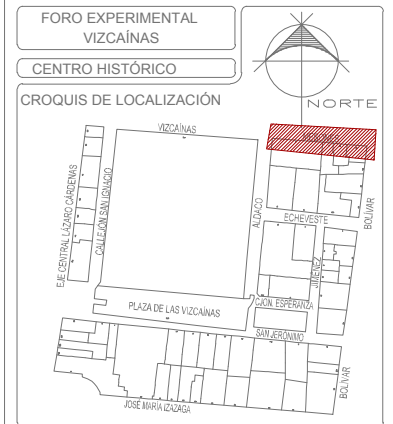 FORO EXPERIMENTAL
VIZCAÍNAS
CENTRO HISTÓRICO
NORTE
CROQUIS DE LOCALIZACIÓN
VIZCAÍNAS
EJE CENTRAL LÁZARO CÁRDENAS
CALLEJÓN SAN IGNACIO
ALDACO
BOLÍVAR
ECHEVESTE
JIMÉNEZ
CJON. ESPERANZA
PLAZA DE LAS VIZCAÍNAS
SAN JERÓNIMO
BOLÍVAR
JOSÉ MARÍA IZAZAGA